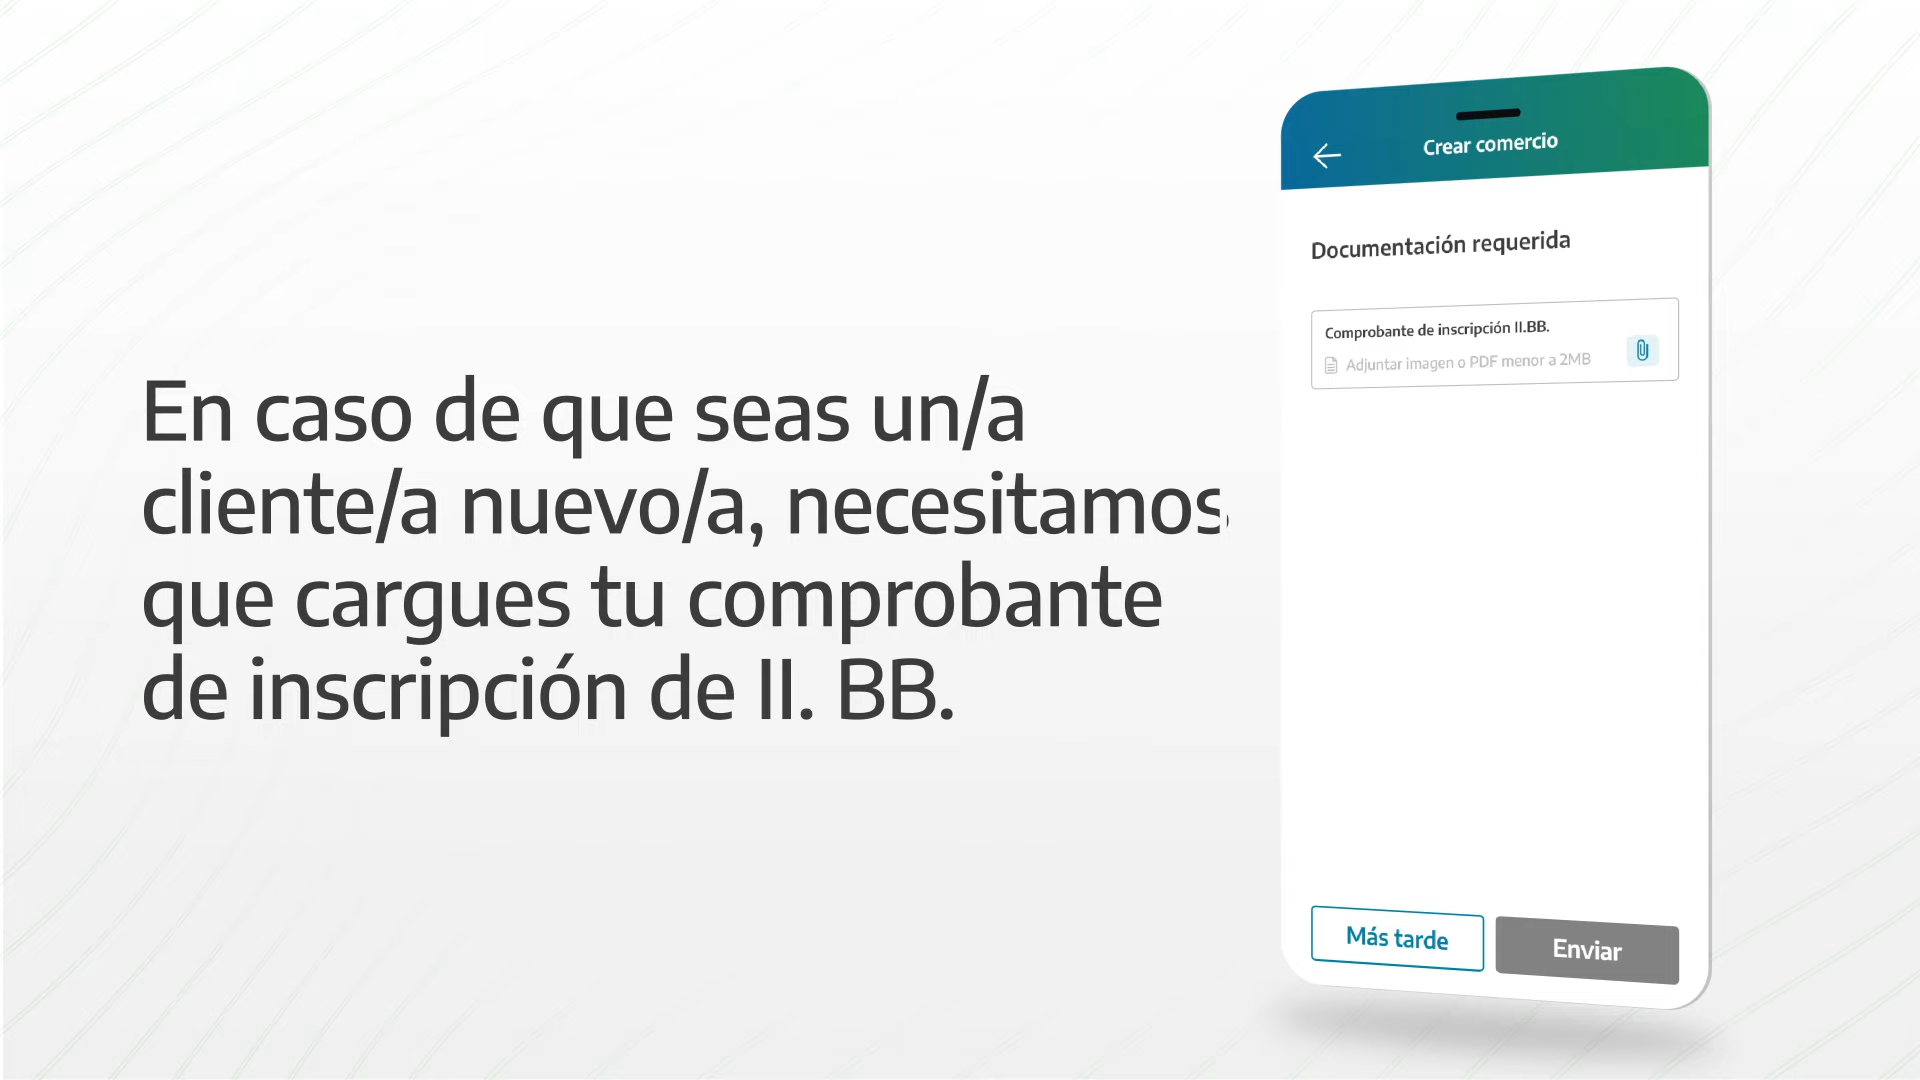 En caso de que seas un/a
cliente/a nuevo/a, necesitamos
que cargues tu comprobante
de inscripción de II. BB.
Crear comercio
Documentación requerida
Comprobante de inscripción II.BB.
Adjuntar imagen o PDF menor a 2MB
Más tarde
Enviar